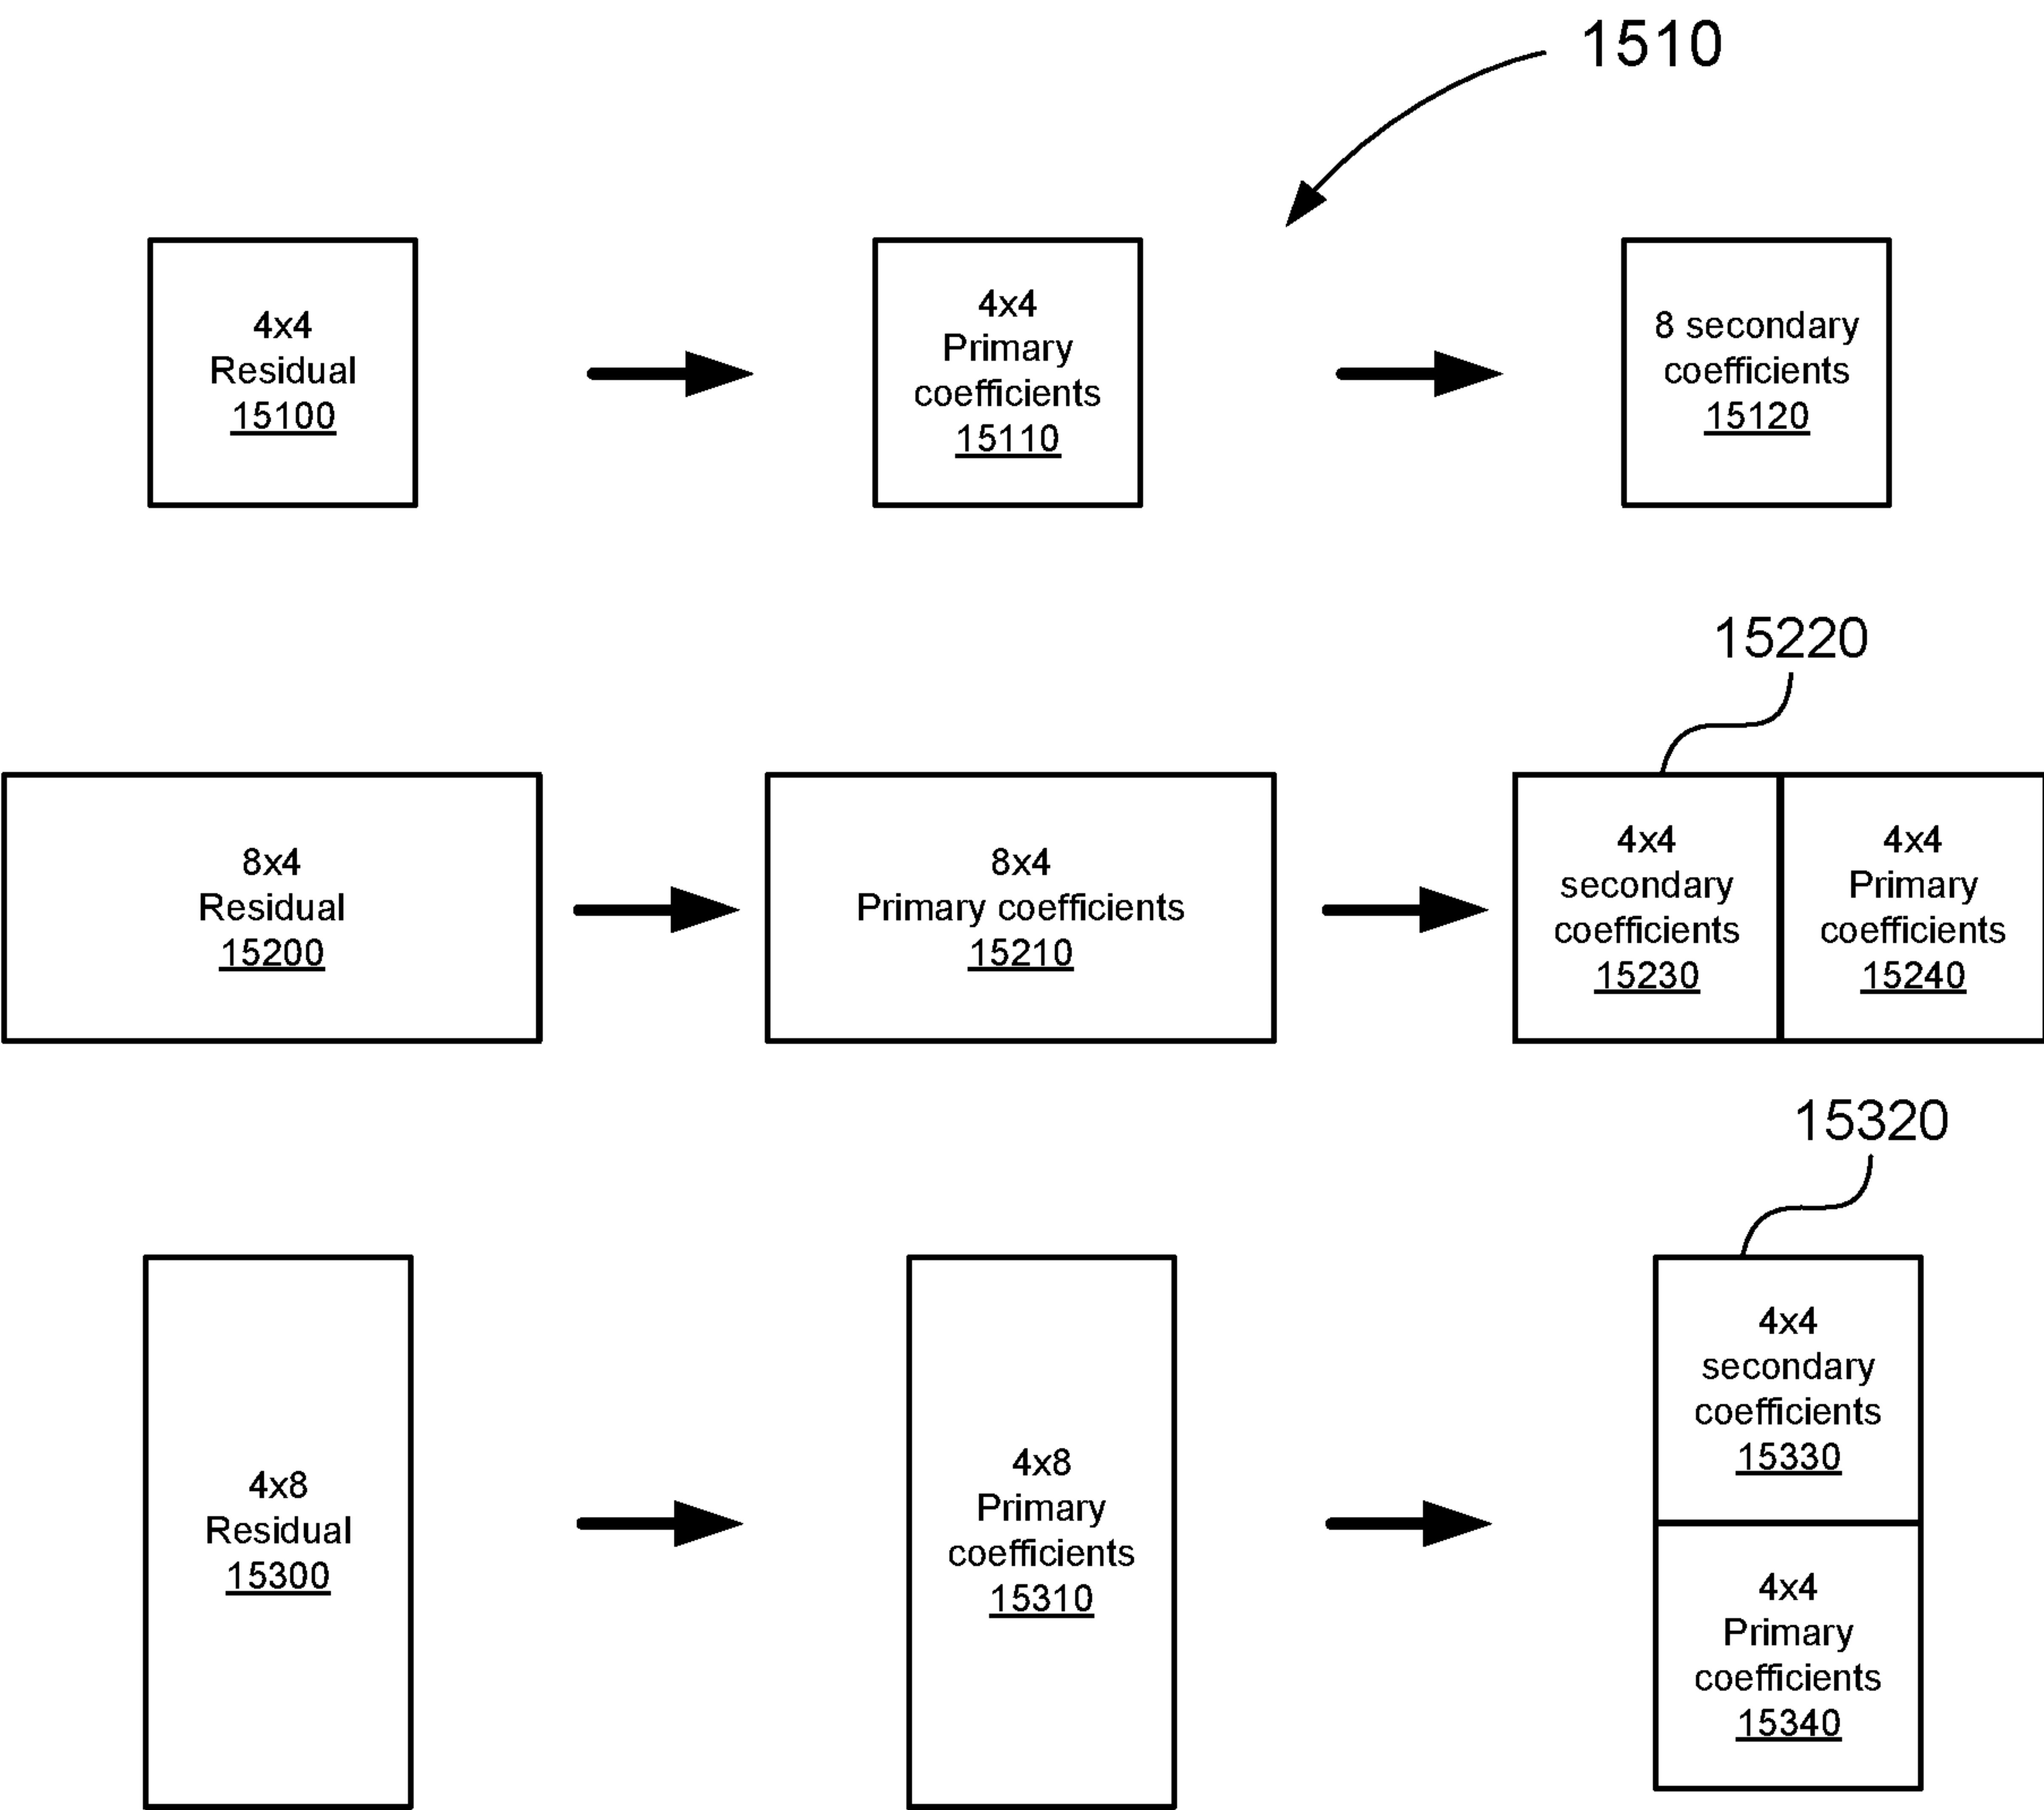 1510
4x4
Residual
15100
4x4
Primary
coefficients
15110
8 secondary
coefficients
15120
15220
8x4
Residual
15200
8x4
Primary coefficients
15210
4x4
secondary
coefficients
15230
4x4
Primary
coefficients
15240
15320
4x8
Residual
15300
4x8
Primary
coefficients
15310
4x4
secondary
coefficients
15330
4x4
Primary
coefficients
15340